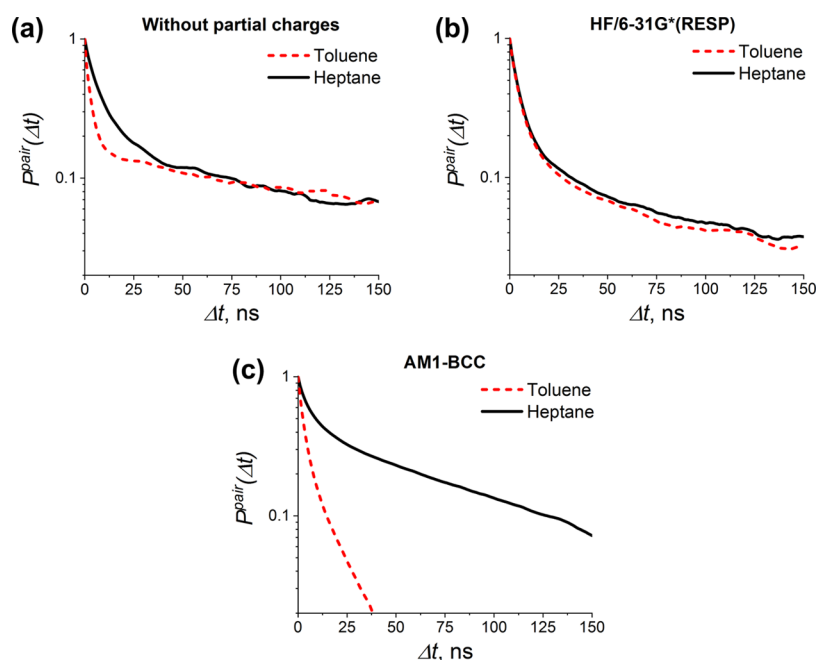 (a)
Without partial charges
Toluene
Heptane
P^pair(Δt)
1
0.1
0 25 50 75 100 125 150
Δt, ns
(b)
HF/6-31G*(RESP)
Toluene
Heptane
P^pair(Δt)
1
0.1
0 25 50 75 100 125 150
Δt, ns
(c)
AM1-BCC
Toluene
Heptane
P^pair(Δt)
1
0.1
0 25 50 75 100 125 150
Δt, ns